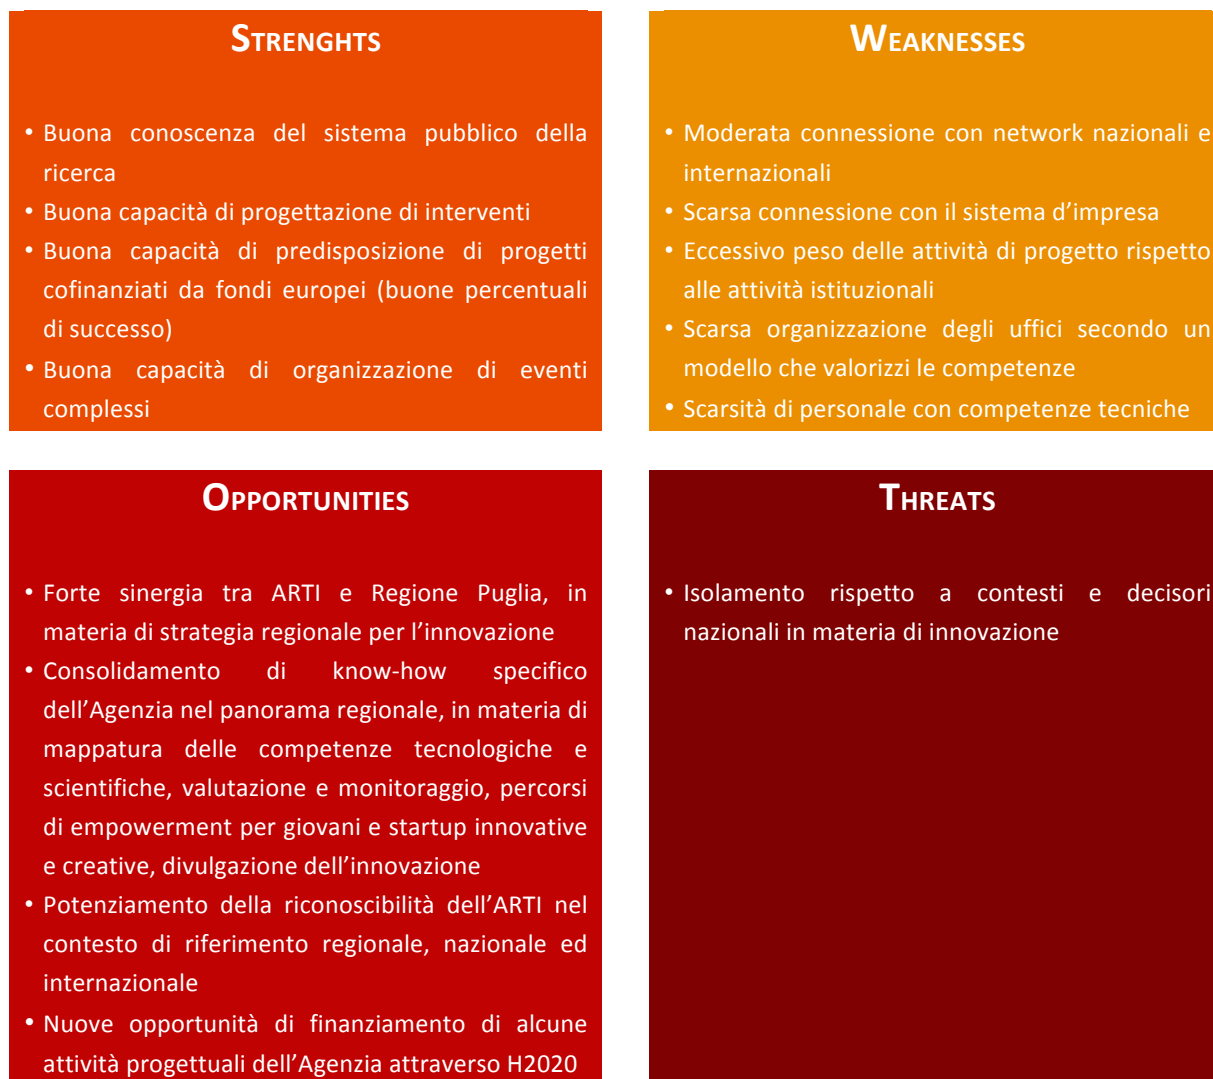 STRENGHTS
• Buona conoscenza del sistema pubblico della
ricerca
• Buona capacità di progettazione di interventi
• Buona capacità di predisposizione di progetti
cofinanziati da fondi europei (buone percentuali
di successo)
• Buona capacità di organizzazione di eventi
complessi
WEAKNESSES
• Moderata connessione con network nazionali e
internazionali
• Scarsa connessione con il sistema d’impresa
• Eccessivo peso delle attività di progetto rispetto
alle attività istituzionali
• Scarsa organizzazione degli uffici secondo un
modello che valorizzi le competenze
• Scarsità di personale con competenze tecniche
OPPORTUNITIES
• Forte sinergia tra ARTI e Regione Puglia, in
materia di strategia regionale per l’innovazione
• Consolidamento di know-how specifico
dell’Agenzia nel panorama regionale, in materia di
mappatura delle competenze tecnologiche e
scientifiche, valutazione e monitoraggio, percorsi
di empowerment per giovani e startup innovative
e creative, divulgazione dell’innovazione
• Potenziamento della riconoscibilità dell’ARTI nel
contesto di riferimento regionale, nazionale ed
internazionale
• Nuove opportunità di finanziamento di alcune
attività progettuali dell’Agenzia attraverso H2020
THREATS
• Isolamento rispetto a contesti e decisori
nazionali in materia di innovazione